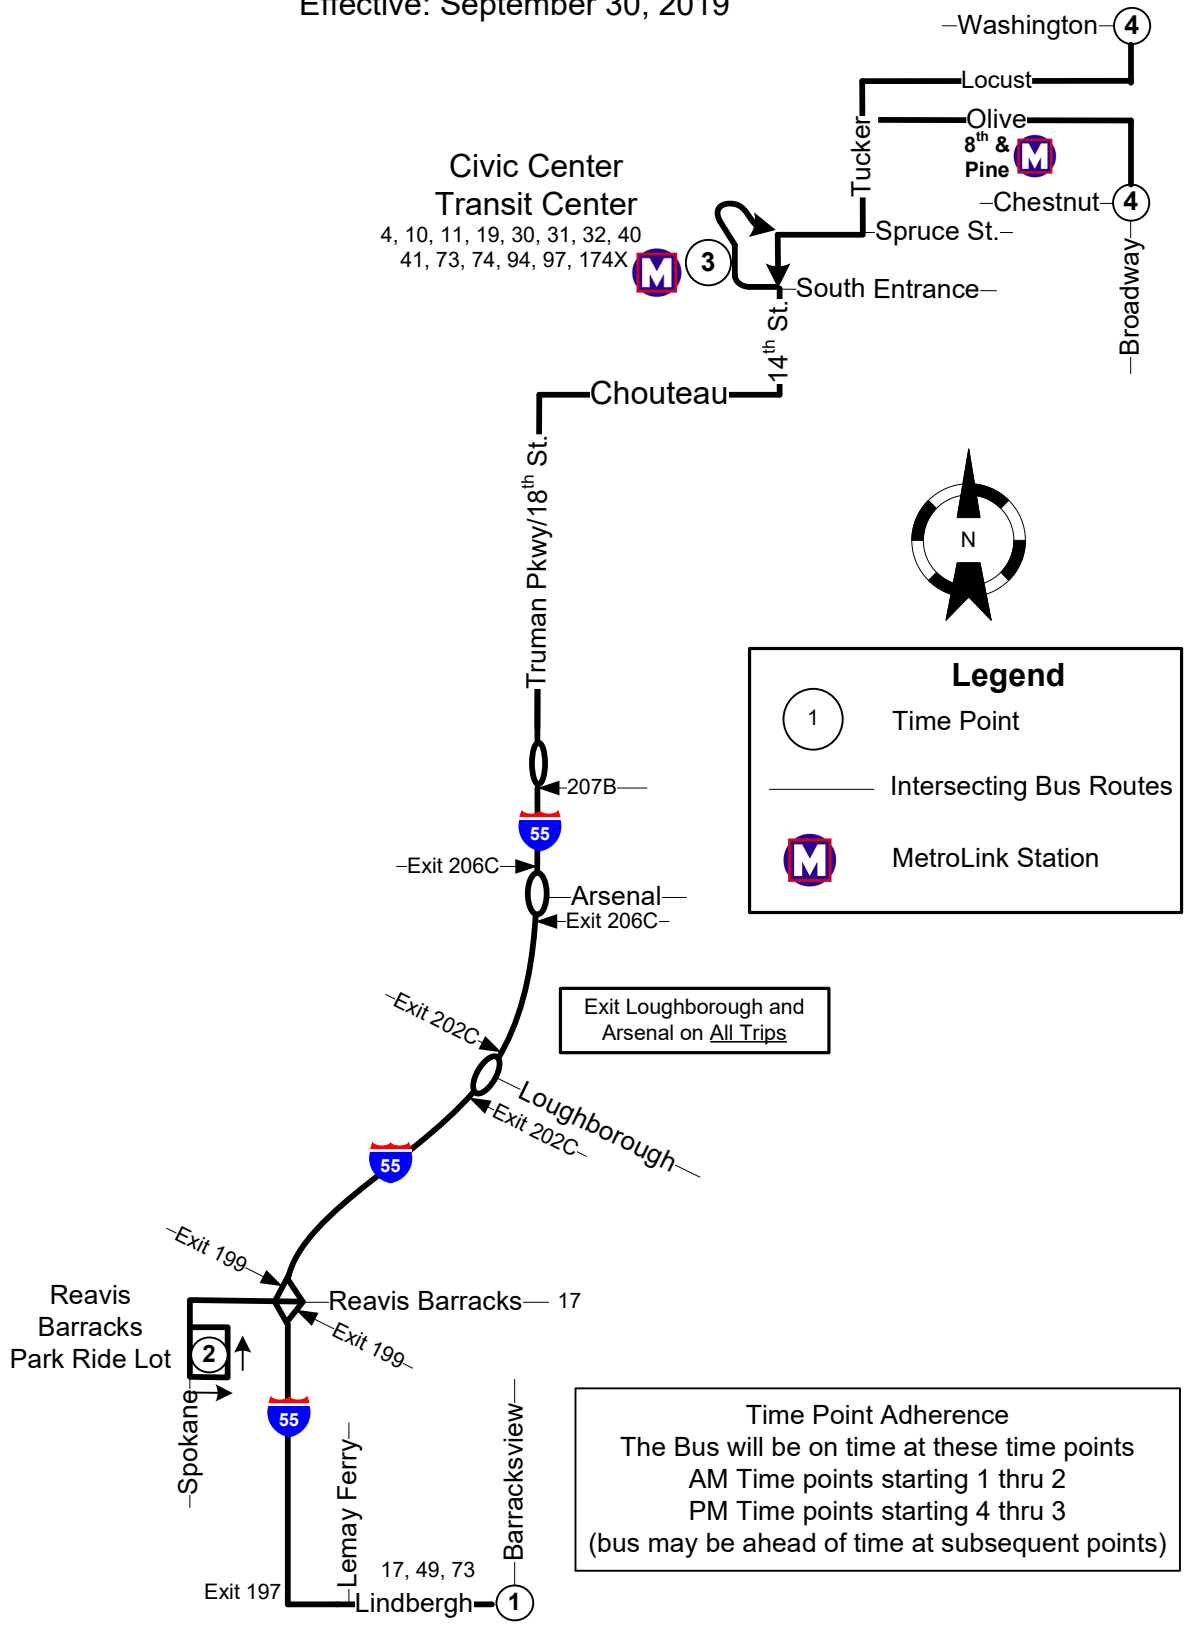 Effective: September 30, 2019
Washington
4
Locust
Olive
8th &
Pine
M
Tucker
Chestnut
4
Civic Center
Transit Center
4, 10, 11, 19, 30, 31, 32, 40
41, 73, 74, 94, 97, 174X
M
3
Spruce St.
South Entrance
Broadway
14th St.
Chouteau
Truman Pkwy/18th St.
N
Legend
1
Time Point
Intersecting Bus Routes
M
MetroLink Station
207B
55
Exit 206C
Arsenal
Exit 206C
Exit 202C
Exit Loughborough and
Arsenal on All Trips
Loughborough
Exit 202C
55
Exit 199
Reavis
Barracks
Park Ride Lot
Reavis Barracks
17
2
Exit 199
Spokane
55
Lemay Ferry
Barracksview
Time Point Adherence
The Bus will be on time at these time points
AM Time points starting 1 thru 2
PM Time points starting 4 thru 3
(bus may be ahead of time at subsequent points)
17, 49, 73
Exit 197
Lindbergh
1